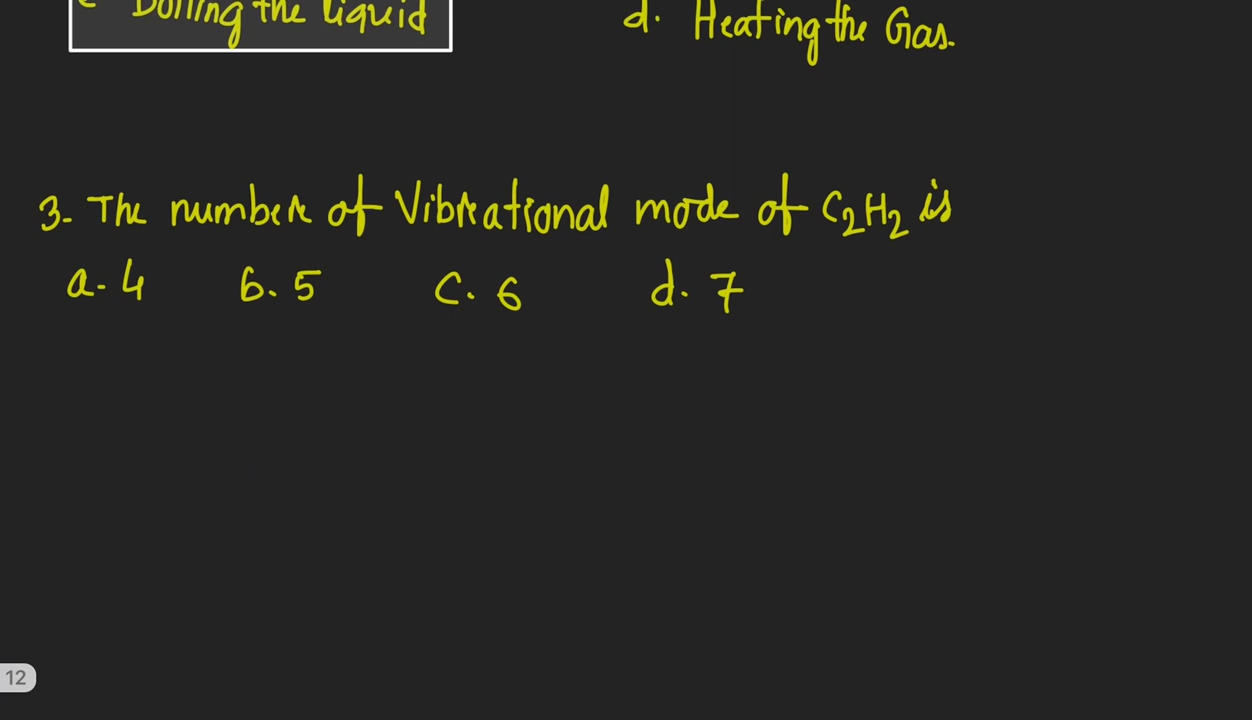 c Boiling the liquid
d. Heating the Gas.
3. The number of Vibrational mode of C₂H₂ is
a. 4 b. 5 c. 6 d. 7
12